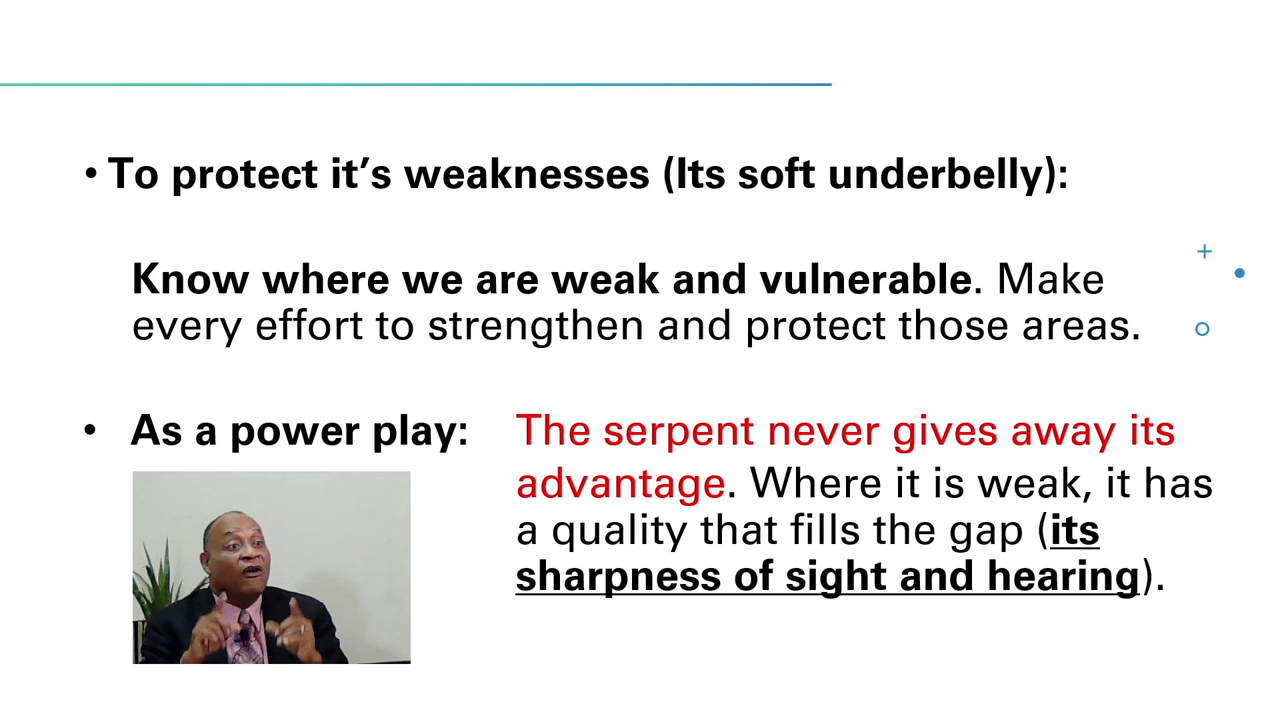 • To protect it’s weaknesses (Its soft underbelly):
Know where we are weak and vulnerable. Make
every effort to strengthen and protect those areas.
• As a power play: The serpent never gives away its
advantage. Where it is weak, it has
a quality that fills the gap (its
sharpness of sight and hearing).